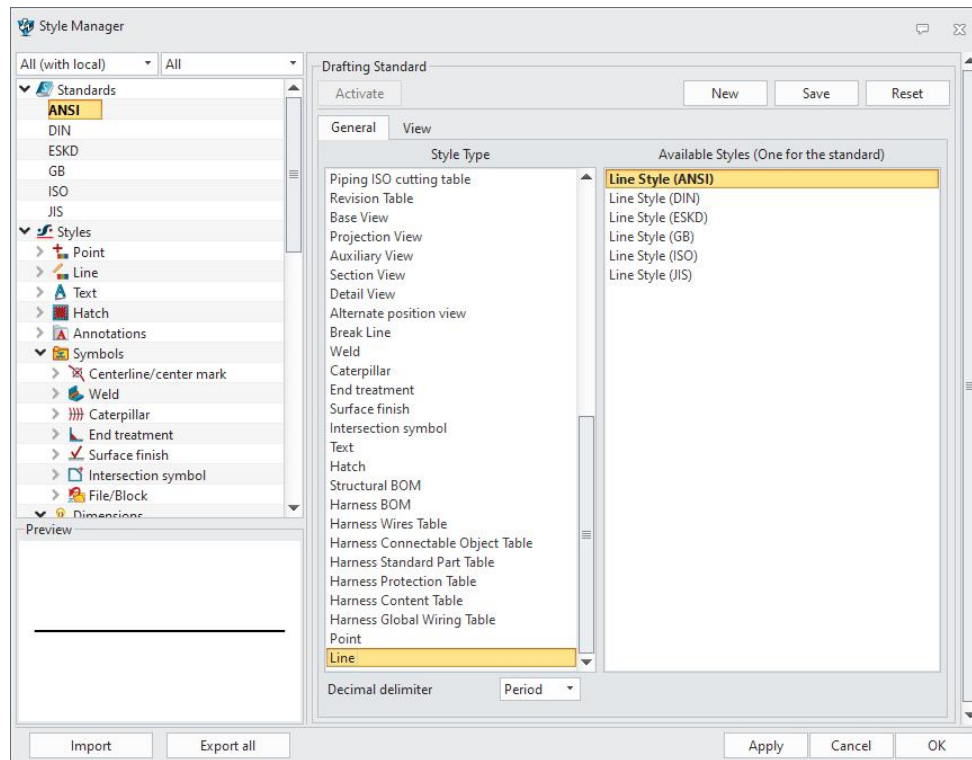 Style Manager
All (with local)
All
Standards
ANSI
DIN
ESKD
GB
ISO
JIS
Styles
Point
Line
Text
Hatch
Annotations
Symbols
Centerline/center mark
Weld
Caterpillar
End treatment
Surface finish
Intersection symbol
File/Block
Dimensions
Preview
Import
Export all
Drafting Standard
Activate
New
Save
Reset
General
View
Style Type
Piping ISO cutting table
Revision Table
Base View
Projection View
Auxiliary View
Section View
Detail View
Alternate position view
Break Line
Weld
Caterpillar
End treatment
Surface finish
Intersection symbol
Text
Hatch
Structural BOM
Harness BOM
Harness Wires Table
Harness Connectable Object Table
Harness Standard Part Table
Harness Protection Table
Harness Content Table
Harness Global Wiring Table
Point
Line
Available Styles (One for the standard)
Line Style (ANSI)
Line Style (DIN)
Line Style (ESKD)
Line Style (GB)
Line Style (ISO)
Line Style (JIS)
Decimal delimiter
Period
Apply
Cancel
OK